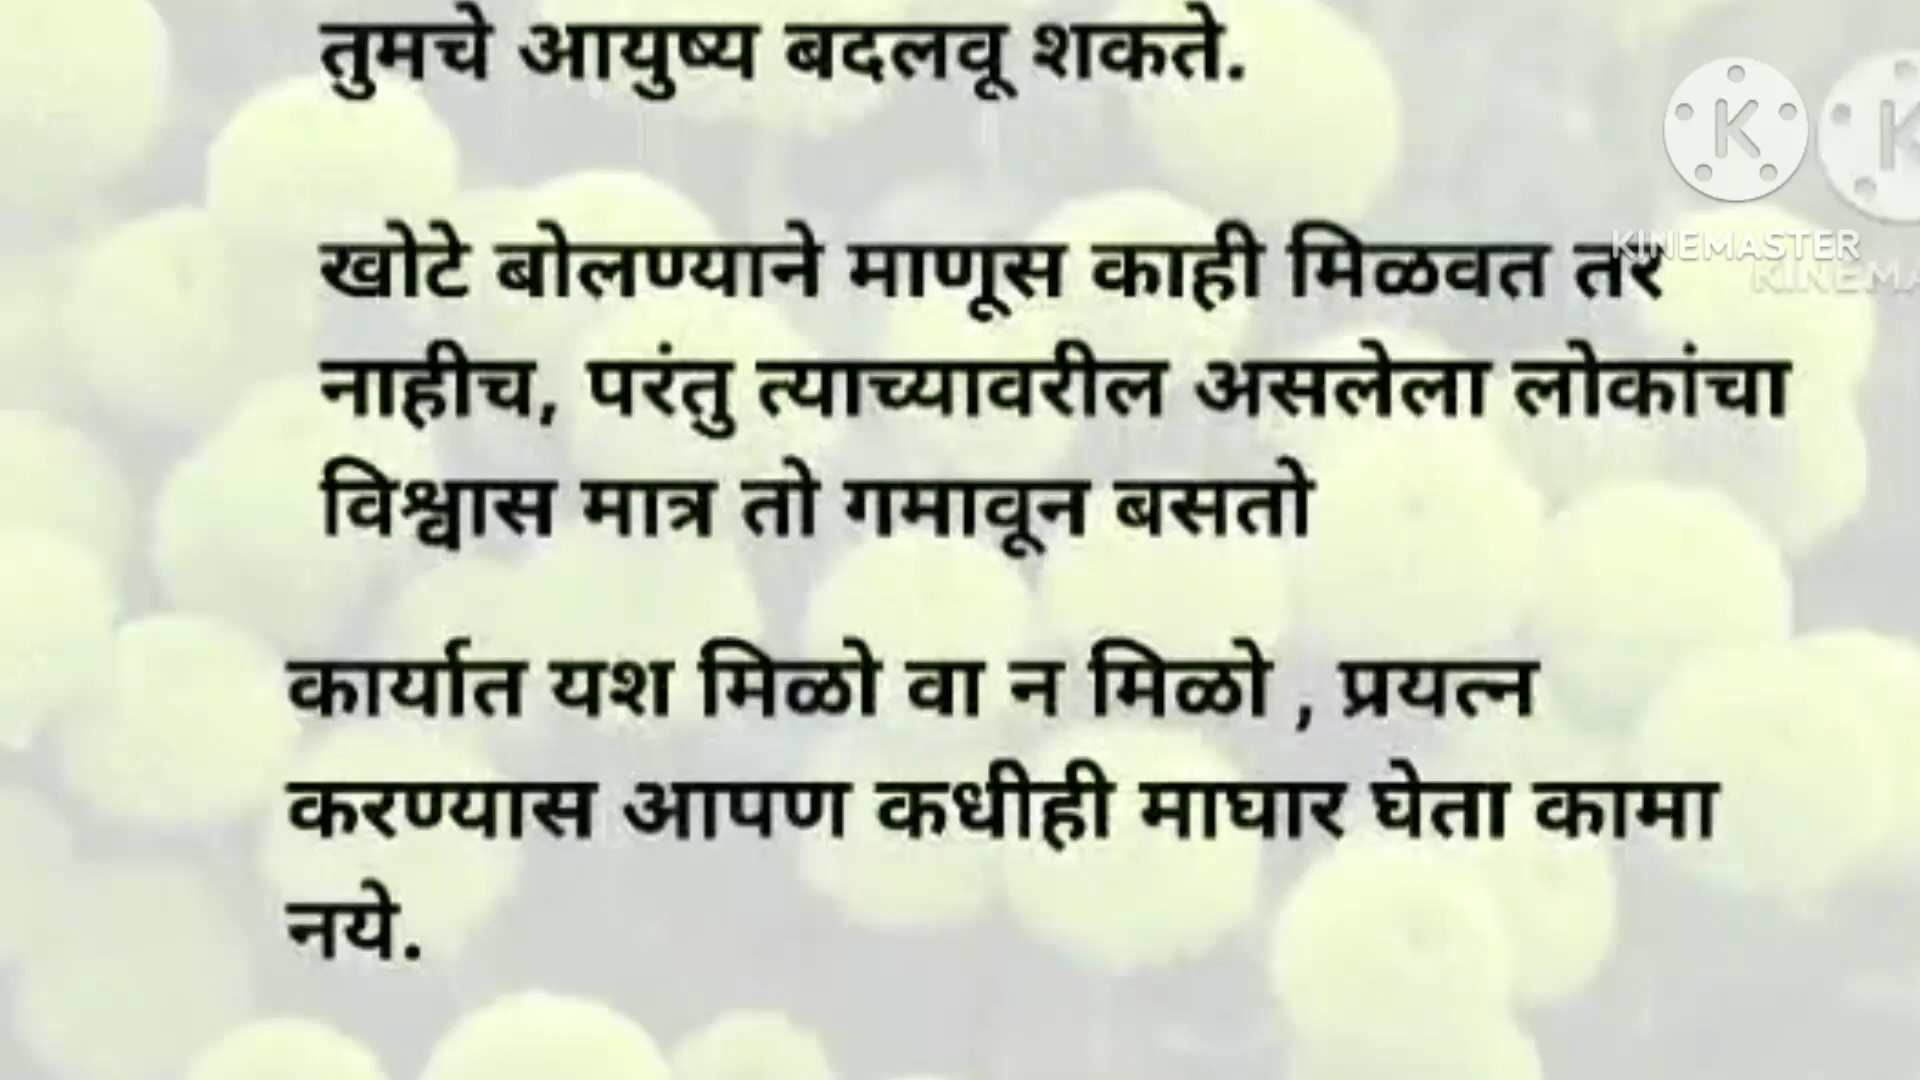 तुमचे आयुष्य बदलवू शकते.
खोटे बोलण्याने माणूस काही मिळवत तर
नाहीच, परंतु त्याच्यावरील असलेला लोकांचा
विश्वास मात्र तो गमावून बसतो
कार्यात यश मिळो वा न मिळो , प्रयत्न
करण्यास आपण कधीही माघार घेता कामा
नये.
K
KINEMASTER
K
KINEMA